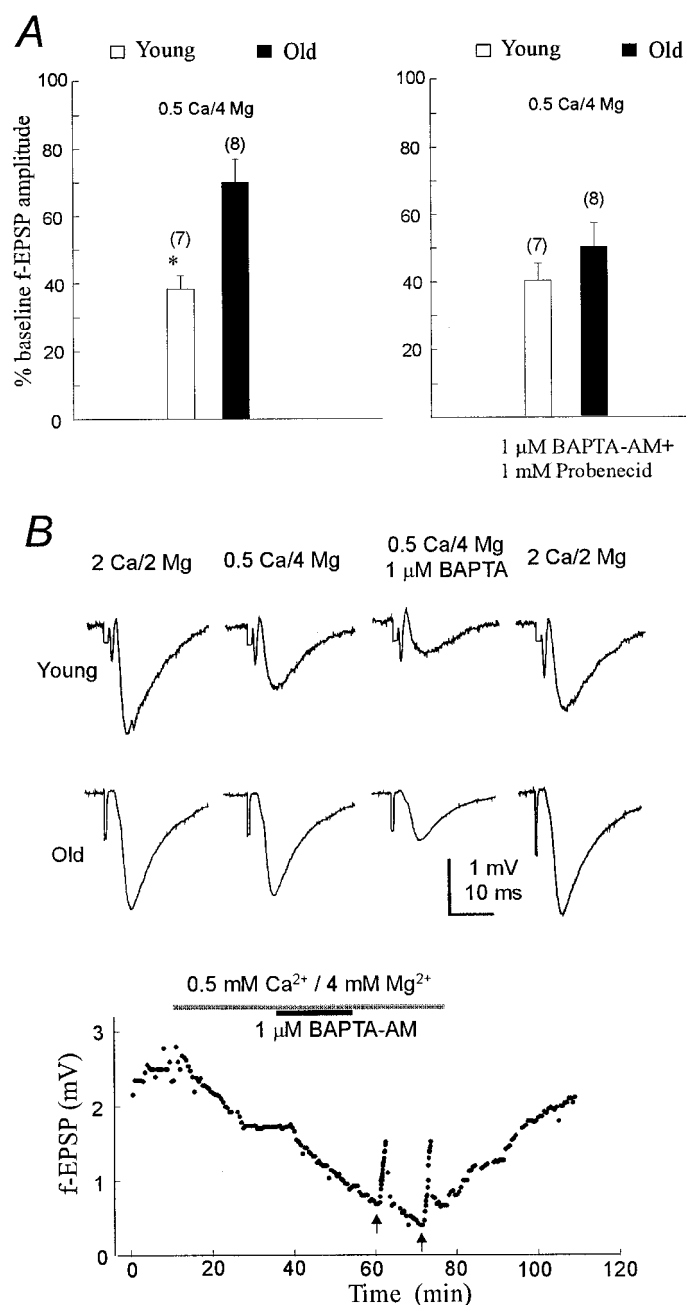 A
Young Old
Young Old
% baseline f-EPSP amplitude
100
80
60
40
20
0
0.5 Ca/4 Mg
(7)
*
(8)
100
80
60
40
20
0.5 Ca/4 Mg
(7)
(8)
1 μM BAPTA-AM+
1 mM Probenecid
B
2 Ca/2 Mg
0.5 Ca/4 Mg
0.5 Ca/4 Mg
1 μM BAPTA
2 Ca/2 Mg
Young
Old
1 mV
10 ms
0.5 mM Ca²⁺ / 4 mM Mg²⁺
1 μM BAPTA-AM
f-EPSP (mV)
3
2
1
0
0 20 40 60 80 100 120
Time (min)